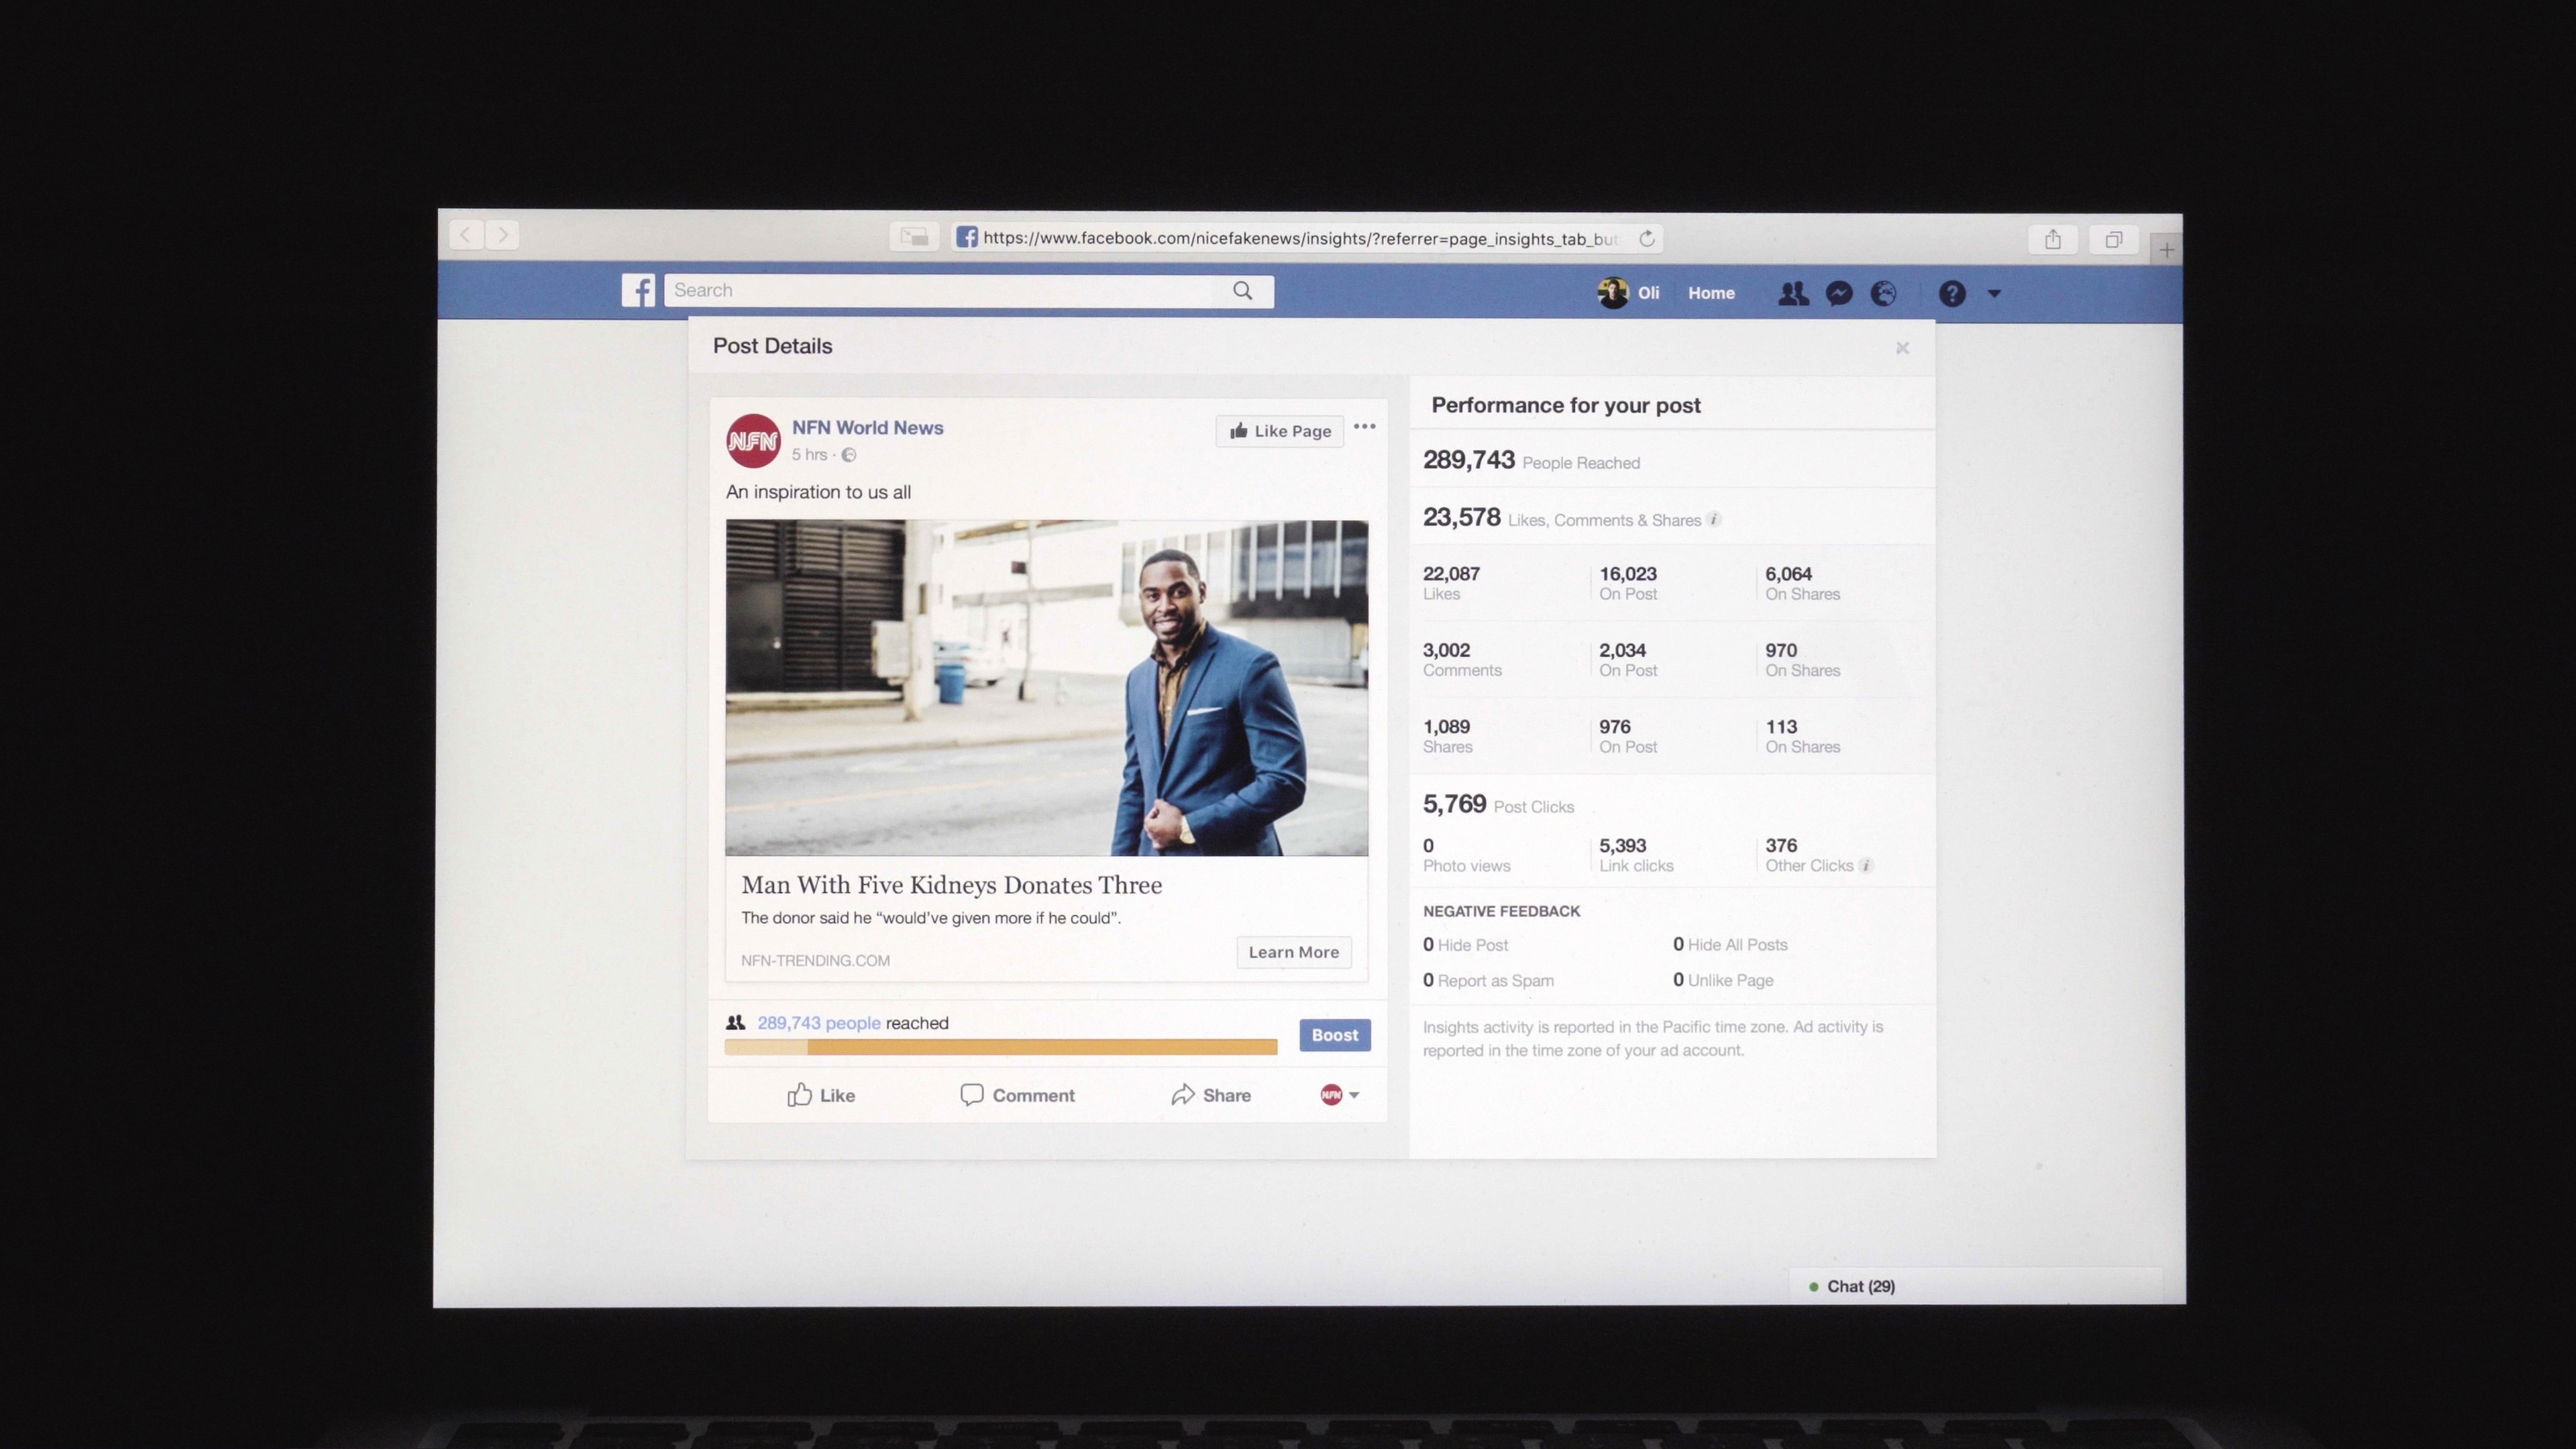 https://www.facebook.com/nicefakenews/insights/?referrer=page_insights_tab_but
Search
Oli
Home
Post Details
NFN
NFN World News
5 hrs ·
Like Page
An inspiration to us all
Man With Five Kidneys Donates Three
The donor said he “would've given more if he could”.
NFN-TRENDING.COM
Learn More
289,743 people reached
Boost
Like
Comment
Share
NFN
Performance for your post
289,743 People Reached
23,578 Likes, Comments & Shares
22,087 16,023 6,064
Likes On Post On Shares
3,002 2,034 970
Comments On Post On Shares
1,089 976 113
Shares On Post On Shares
5,769 Post Clicks
0 5,393 376
Photo views Link clicks Other Clicks
NEGATIVE FEEDBACK
0 Hide Post 0 Hide All Posts
0 Report as Spam 0 Unlike Page
Insights activity is reported in the Pacific time zone. Ad activity is
reported in the time zone of your ad account.
Chat (29)